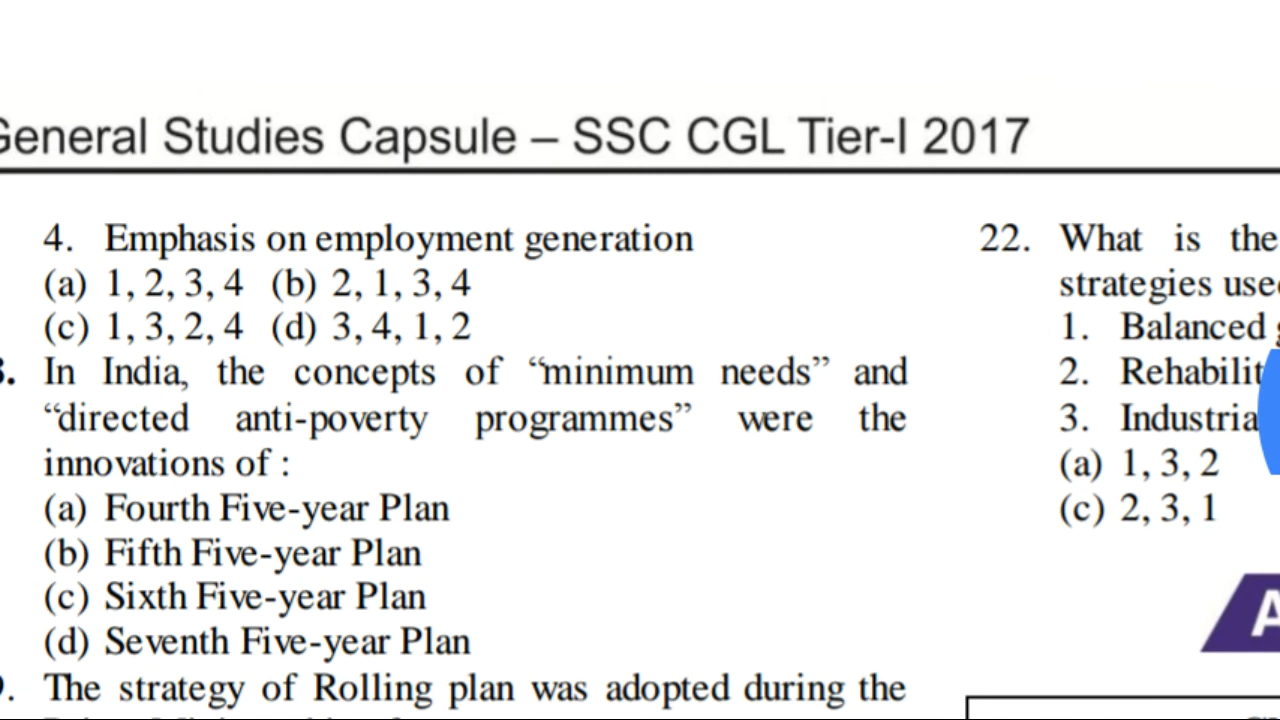 General Studies Capsule – SSC CGL Tier-I 2017
4. Emphasis on employment generation
(a) 1, 2, 3, 4 (b) 2, 1, 3, 4
(c) 1, 3, 2, 4 (d) 3, 4, 1, 2
In India, the concepts of “minimum needs” and
“directed anti-poverty programmes” were the
innovations of :
(a) Fourth Five-year Plan
(b) Fifth Five-year Plan
(c) Sixth Five-year Plan
(d) Seventh Five-year Plan
The strategy of Rolling plan was adopted during the
22. What is the
strategies use
1. Balanced
2. Rehabilit
3. Industria
(a) 1, 3, 2
(c) 2, 3, 1
A